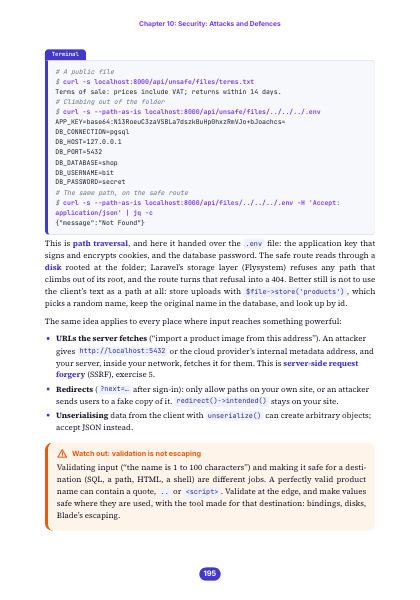 Chapter 10: Security: Attacks and Defences
Terminal
# A public file
$ curl -s localhost:8000/api/unsafe/files/terms.txt
Terms of sale: prices include VAT; returns within 14 days.
# Climbing out of the folder
$ curl -s --path-as-is localhost:8000/api/unsafe/files/../../../.env
DB_CONNECTION=pgsql
DB_HOST=127.0.0.1
DB_PORT=5432
DB_DATABASE=shop
DB_USERNAME=bit
DB_PASSWORD=secret
# The same path, on the safe route
$ curl -s --path-as-is localhost:8000/api/files/../../../.env -H 'Accept:
application/json' | jq -c
{"message":"Not Found"}
This is path traversal, and here it handed over the .env file: the application key that
signs and encrypts cookies, and the database password. The safe route reads through a
disk rooted at the folder; Laravel's storage layer (Flysystem) refuses any path that
climbs out of its root, and the route turns that refusal into a 404. Better still is not to use
the client's text as a path at all: store uploads with $file->store('products'), which
picks a random name, keep the original name in the database, and look up by id.
The same idea applies to every place where input reaches something powerful:
• URLs the server fetches (“import a product image from this address”). An attacker
gives http://localhost:5432 or the cloud provider's internal metadata address, and
your server, inside your network, fetches it for them. This is server-side request
forgery (SSRF), exercise 5.
• Redirects (?next=… after sign-in): only allow paths on your own site, or an attacker
sends users to a fake copy of it. redirect()->intended() stays on your site.
• Unserialising data from the client with unserialize() can create arbitrary objects;
accept JSON instead.
Watch out: validation is not escaping
Validating input (“the name is 1 to 100 characters”) and making it safe for a desti-
nation (SQL, a path, HTML, a shell) are different jobs. A perfectly valid product
name can contain a quote, .. or <script>. Validate at the edge, and make values
safe where they are used, with the tool made for that destination: bindings, disks,
Blade's escaping.
195